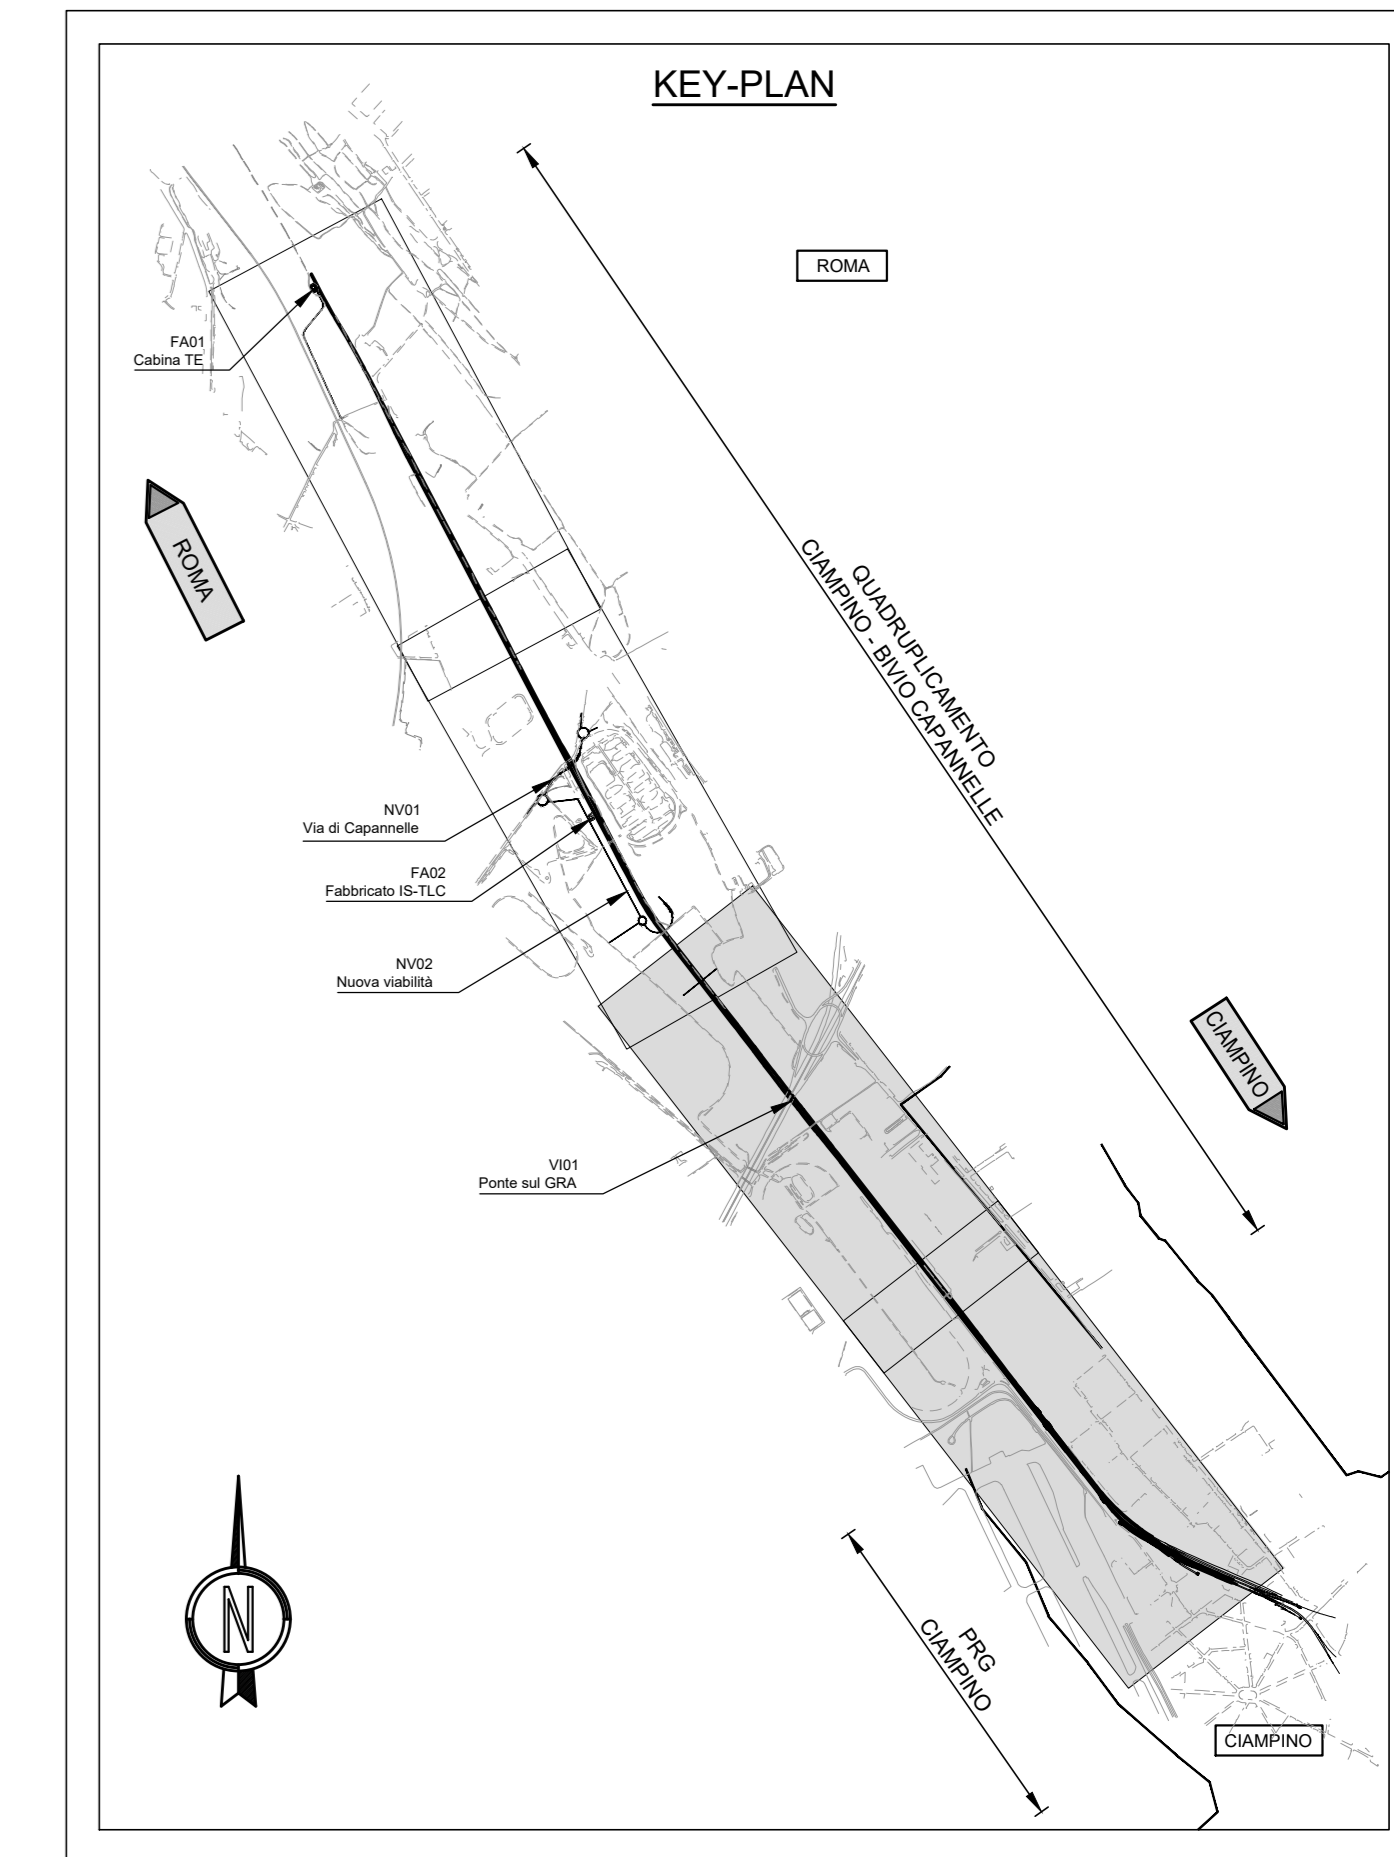 KEY-PLAN
ROMA
FA01
Cabina TE
ROMA
QUADRUPLICAMENTO
CIAMPINO - BIVIO CAPANNELLE
NV01
Via di Capannelle
FA02
Fabbricato IS-TLC
NV02
Nuova viabilità
CIAMPINO
VI01
Ponte sul GRA
N
PRG
CIAMPINO
CIAMPINO